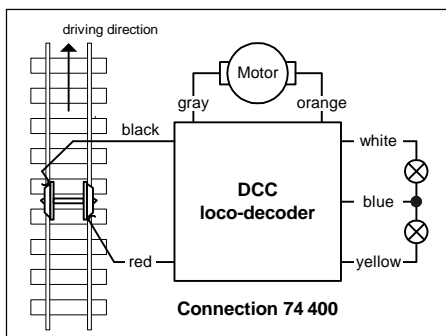 driving direction
Motor
gray
orange
black
white
DCC
loco-decoder
blue
red
yellow
Connection 74 400